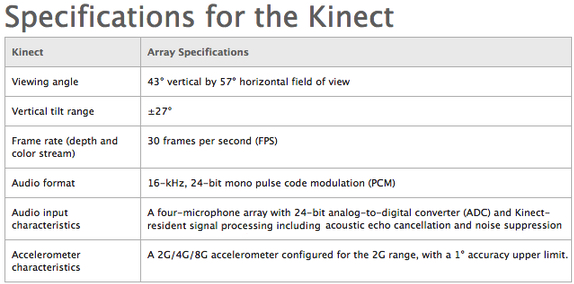 Specifications for the Kinect
Kinect Array Specifications
Viewing angle 43° vertical by 57° horizontal field of view
Vertical tilt range ±27°
Frame rate (depth and 30 frames per second (FPS)
color stream)
Audio format 16-kHz, 24-bit mono pulse code modulation (PCM)
Audio input A four-microphone array with 24-bit analog-to-digital converter (ADC) and Kinect-
characteristics resident signal processing including acoustic echo cancellation and noise suppression
Accelerometer A 2G/4G/8G accelerometer configured for the 2G range, with a 1° accuracy upper limit.
characteristics